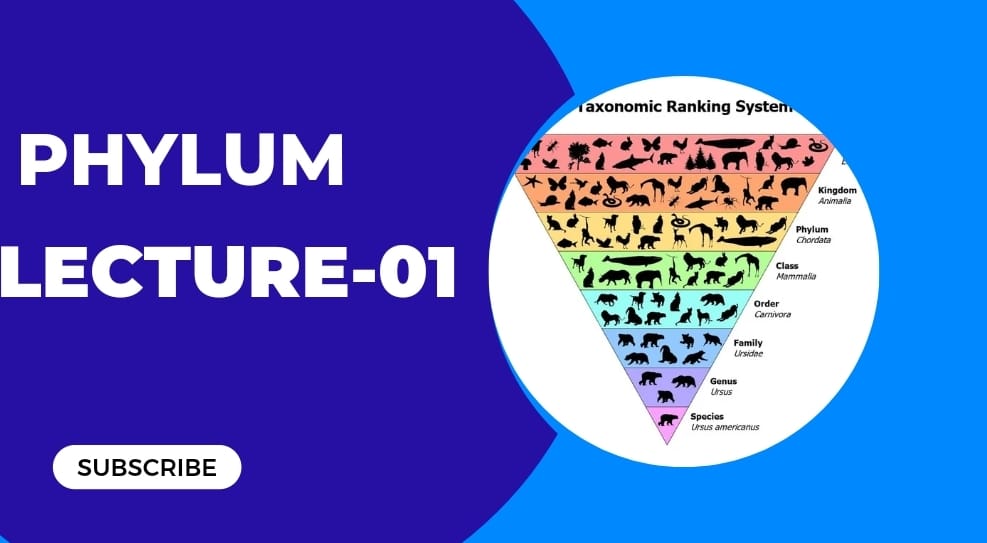 PHYLUM
LECTURE-01
SUBSCRIBE
Taxonomic Ranking System
Kingdom
Animalia
Phylum
Chordata
Class
Mammalia
Order
Carnivora
Family
Ursidae
Genus
Ursus
Species
Ursus americanus